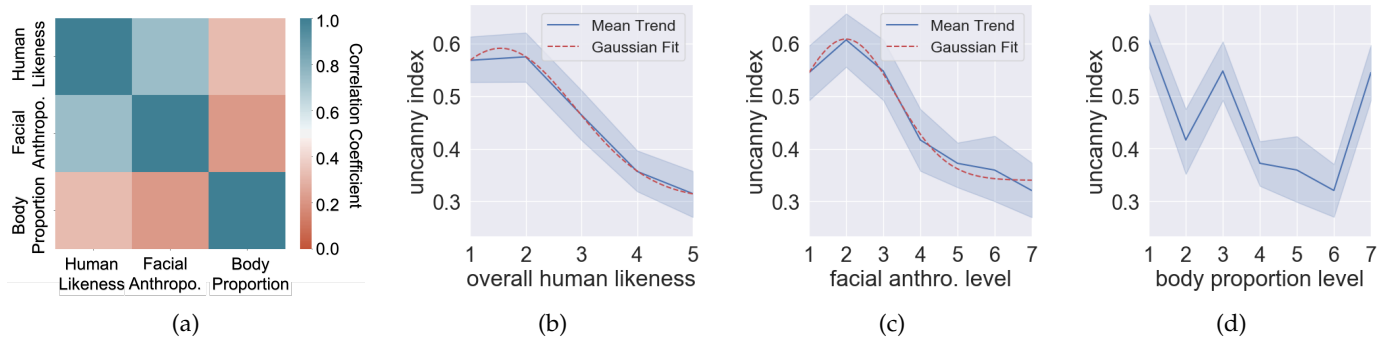 Human
Likeness
Facial
Anthropo.
Body
Proportion
Human
Likeness
Facial
Anthropo.
Body
Proportion
1.0
0.8
0.6
0.4
0.2
0.0
Correlation Coefficient
(a)
uncanny index
0.6
0.5
0.4
0.3
Mean Trend
Gaussian Fit
1 2 3 4 5
overall human likeness
(b)
uncanny index
0.6
0.5
0.4
0.3
Mean Trend
Gaussian Fit
1 2 3 4 5 6 7
facial anthro. level
(c)
uncanny index
0.6
0.5
0.4
0.3
1 2 3 4 5 6 7
body proportion level
(d)